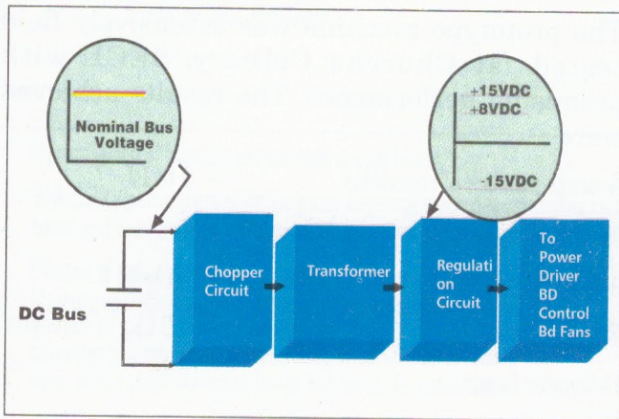 +15VDC
+8VDC
Nominal Bus
Voltage
-15VDC
Chopper
Circuit
Transformer
Regulati
on
Circuit
To
Power
Driver
BD
Control
Bd Fans
DC Bus